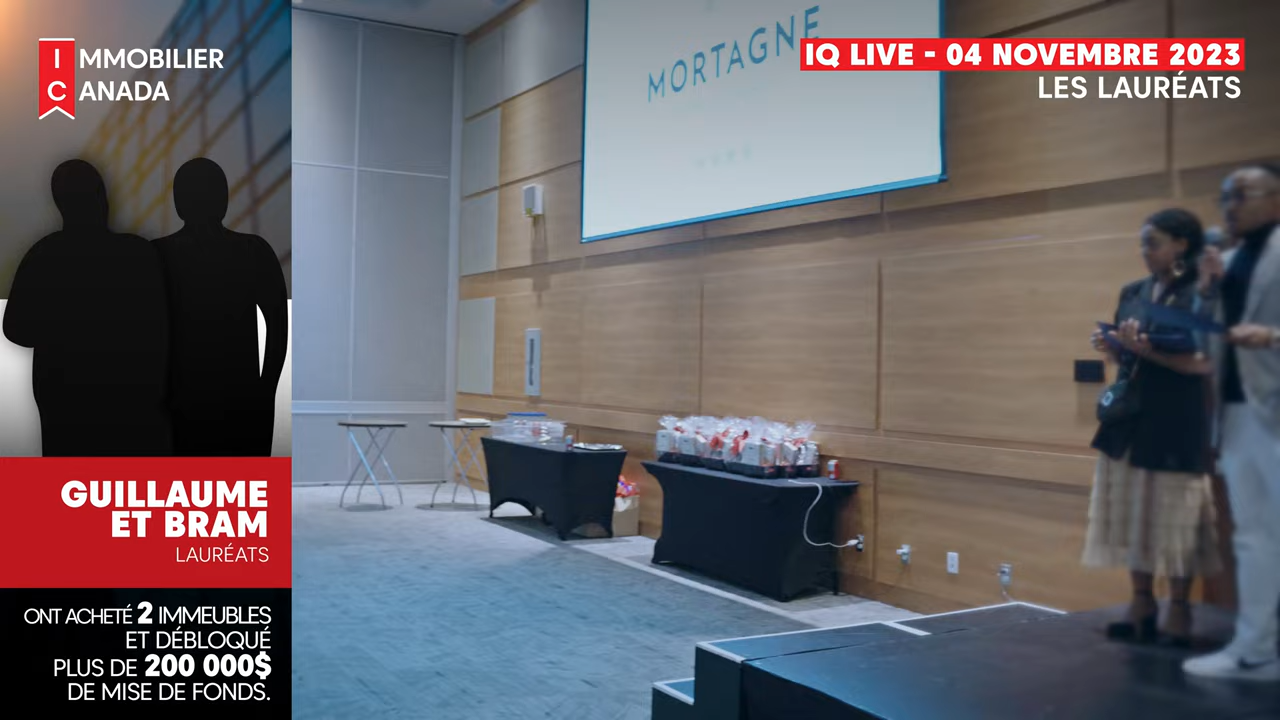 IMMOBILIER
CANADA
MORTAGNE
IQ LIVE - 04 NOVEMBRE 2023
LES LAURÉATS
GUILLAUME
ET BRAM
LAURÉATS
ONT ACHETÉ 2 IMMEUBLES
ET DÉBLOQUÉ
PLUS DE 200 000$
DE MISE DE FONDS.